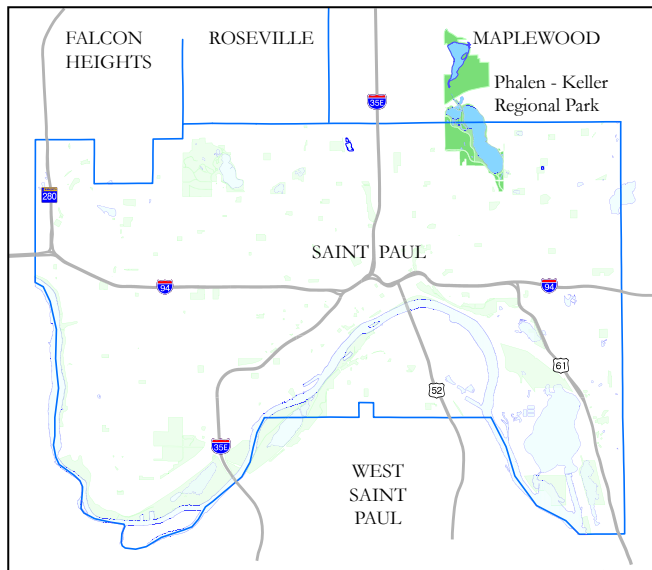 FALCON
HEIGHTS
ROSEVILLE
MAPLEWOOD
Phalen - Keller
Regional Park
35E
280
SAINT PAUL
94
94
61
52
35E
WEST
SAINT
PAUL